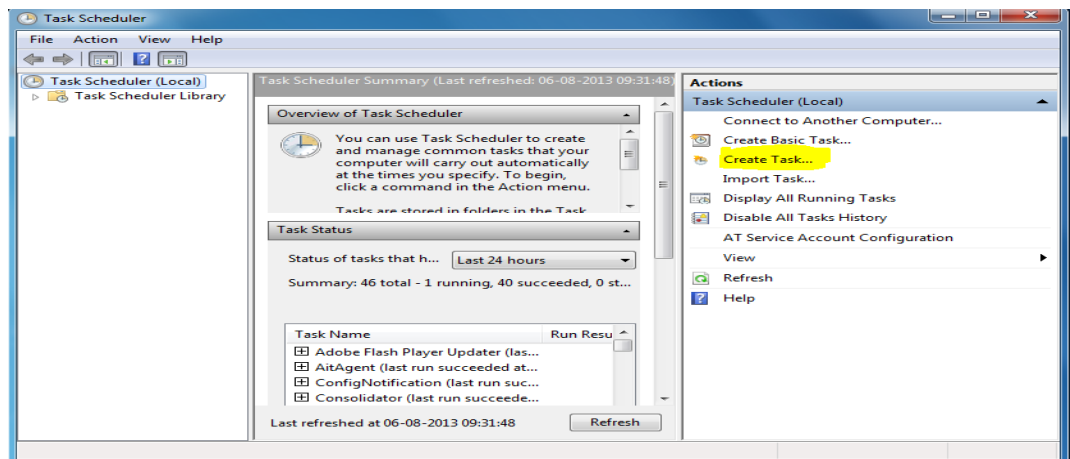 Task Scheduler
File Action View Help
Task Scheduler (Local)
Task Scheduler Library
Task Scheduler Summary (Last refreshed: 06-08-2013 09:31:48)
Overview of Task Scheduler
You can use Task Scheduler to create
and manage common tasks that your
computer will carry out automatically
at the times you specify. To begin,
click a command in the Action menu.
Tasks are stored in folders in the Task
Task Status
Status of tasks that h... Last 24 hours
Summary: 46 total - 1 running, 40 succeeded, 0 st...
Task Name Run Resu
Adobe Flash Player Updater (las...
AitAgent (last run succeeded at...
ConfigNotification (last run suc...
Consolidator (last run succeede...
Last refreshed at 06-08-2013 09:31:48 Refresh
Actions
Task Scheduler (Local)
Connect to Another Computer...
Create Basic Task...
Create Task...
Import Task...
Display All Running Tasks
Disable All Tasks History
AT Service Account Configuration
View
Refresh
Help